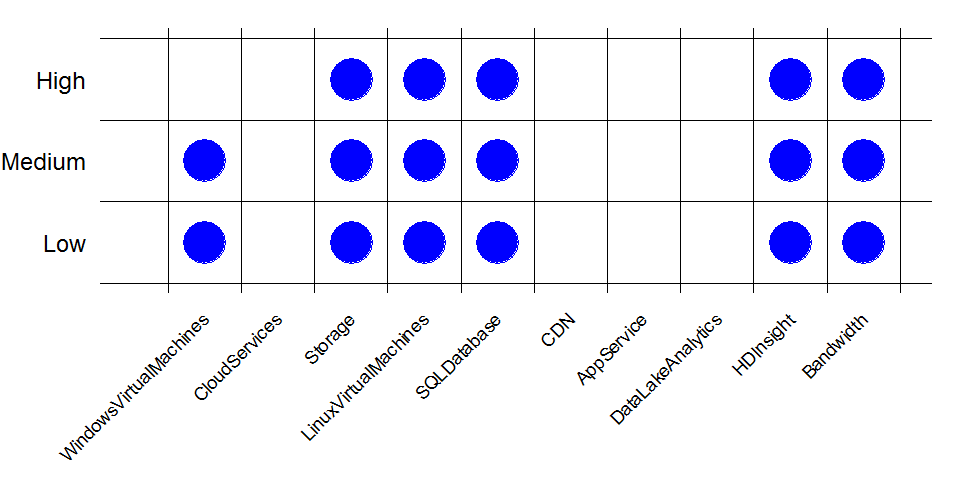 High
Medium
Low
WindowsVirtualMachines
CloudServices
Storage
LinuxVirtualMachines
SQLDatabase
CDN
AppService
DataLakeAnalytics
HDInsight
Bandwidth